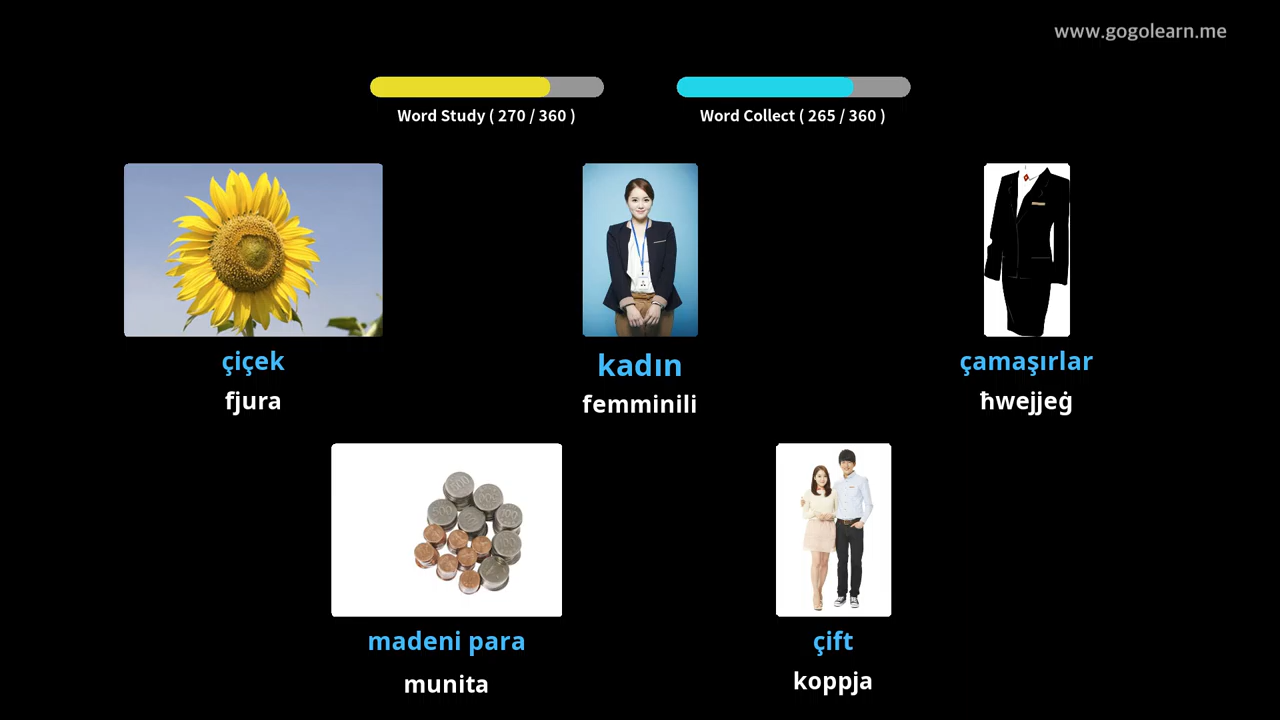 www.gogolearn.me
Word Study ( 270 / 360 )
Word Collect ( 265 / 360 )
çiçek
fjura
kadın
femminili
çamaşırlar
ħwejjeġ
madeni para
munita
çift
koppja